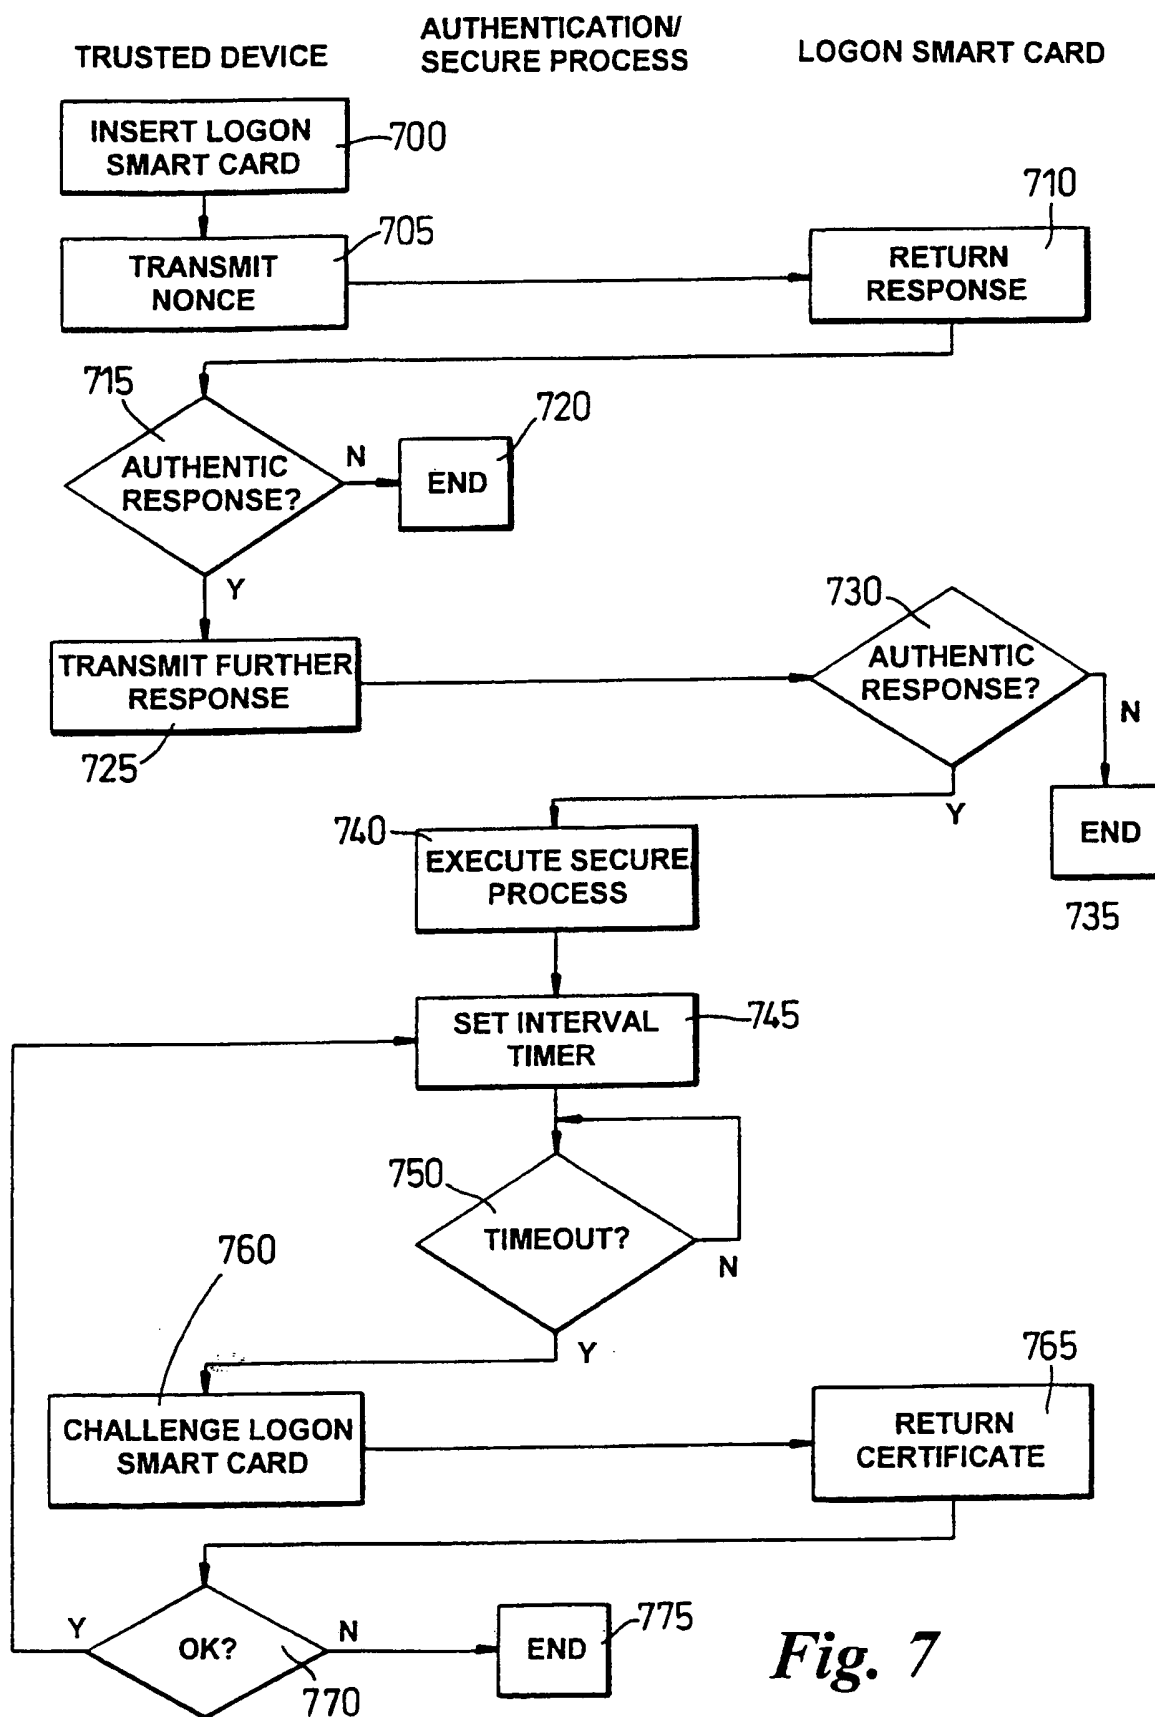 TRUSTED DEVICE
AUTHENTICATION/
SECURE PROCESS
LOGON SMART CARD
INSERT LOGON
SMART CARD
700
TRANSMIT
NONCE
705
RETURN
RESPONSE
710
715
AUTHENTIC
RESPONSE?
N
END
720
Y
TRANSMIT FURTHER
RESPONSE
725
730
AUTHENTIC
RESPONSE?
N
END
735
Y
740
EXECUTE SECURE
PROCESS
SET INTERVAL
TIMER
745
750
TIMEOUT?
N
Y
760
CHALLENGE LOGON
SMART CARD
765
RETURN
CERTIFICATE
Y
OK?
N
770
END
775
Fig. 7